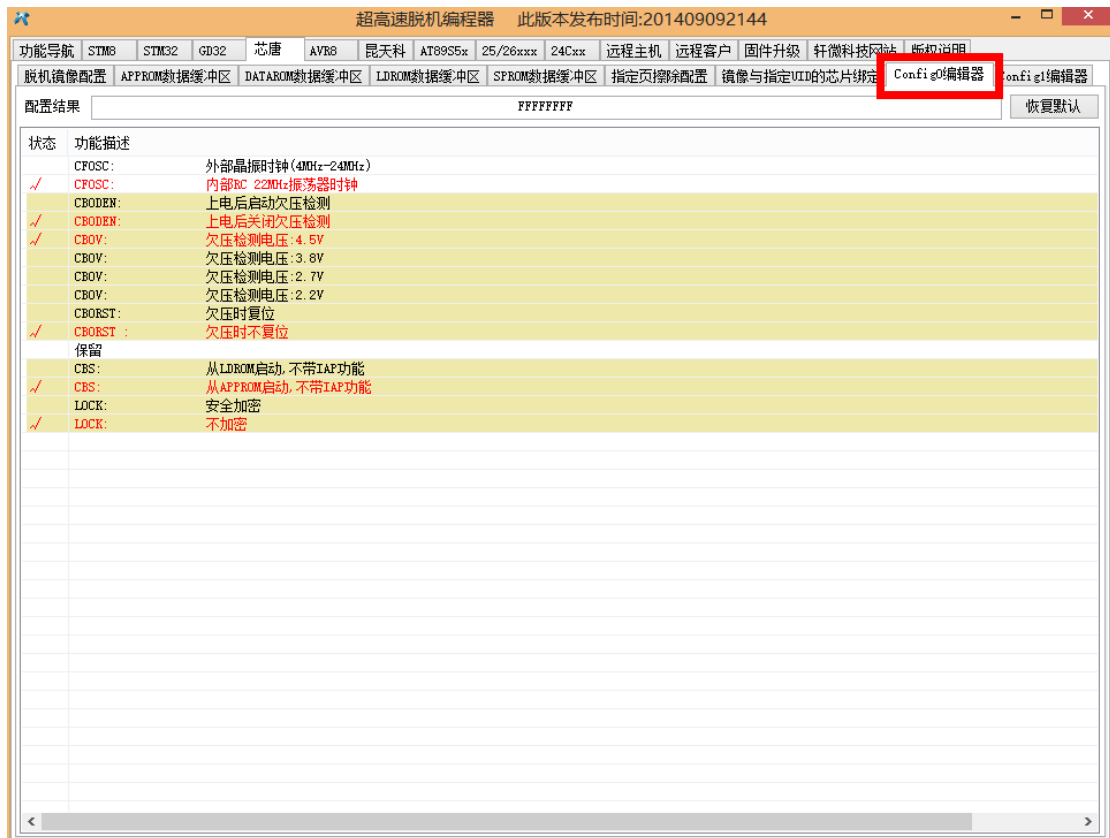 超高速脱机编程器 此版本发布时间:201409092144
功能导航 STM8 STM32 GD32 芯唐 AVR8 昆天科 AT89S5x 25/26xxx 24Cxx 远程主机 远程客户 固件升级 轩微科技网站 版权说明
脱机镜像配置 APPROM数据缓冲区 DATAROM数据缓冲区 LDROM数据缓冲区 SPROM数据缓冲区 指定页擦除配置 镜像与指定UID的芯片绑定 Config0编辑器 Config1编辑器
配置结果 FFFFFFFF 恢复默认
状态 功能描述
CFOSC: 外部晶振时钟(4MHz-24MHz)
CFOSC: 内部RC 22MHz振荡器时钟
CBODEN: 上电后启动欠压检测
CBODEN: 上电后关闭欠压检测
CBOV: 欠压检测电压:4.5V
CBOV: 欠压检测电压:3.8V
CBOV: 欠压检测电压:2.7V
CBOV: 欠压检测电压:2.2V
CBORST: 欠压时复位
CBORST : 欠压时不复位
保留
CBS: 从LDROM启动,不带IAP功能
CBS: 从APPROM启动,不带IAP功能
LOCK: 安全加密
LOCK: 不加密